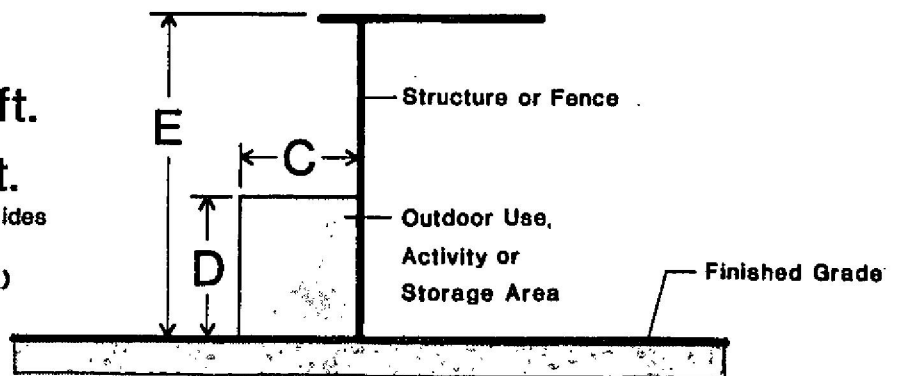 ft.
t.
ides
)
E
C
D
Structure or Fence
Outdoor Use,
Activity or
Storage Area
Finished Grade